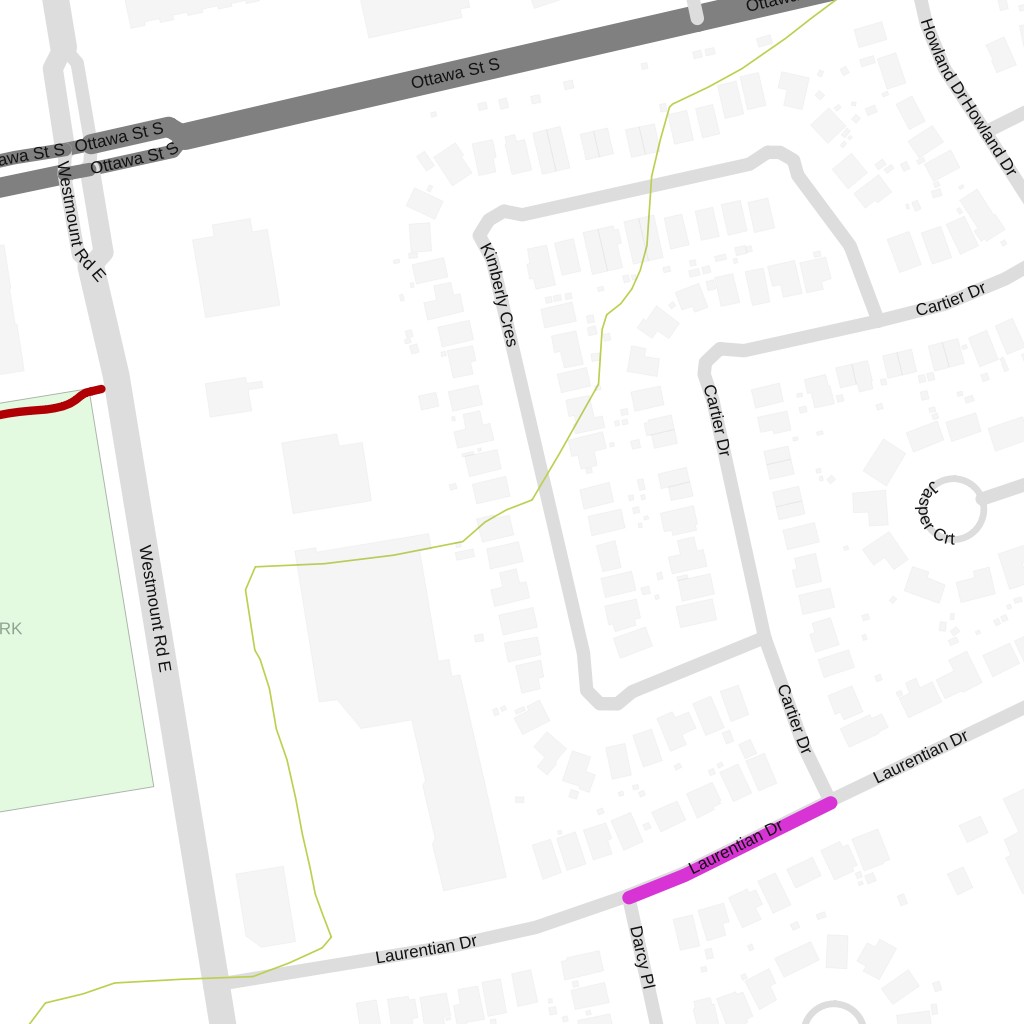 Ottawa
Howland Dr
Howland Dr
Ottawa St S
Ottawa St S
awa St S
Ottawa St S
Westmount Rd E
Kimberly Cres
Cartier Dr
Cartier Dr
Jasper Crt
Westmount Rd E
RK
Cartier Dr
Laurentian Dr
Laurentian Dr
Laurentian Dr
Darcy Pl